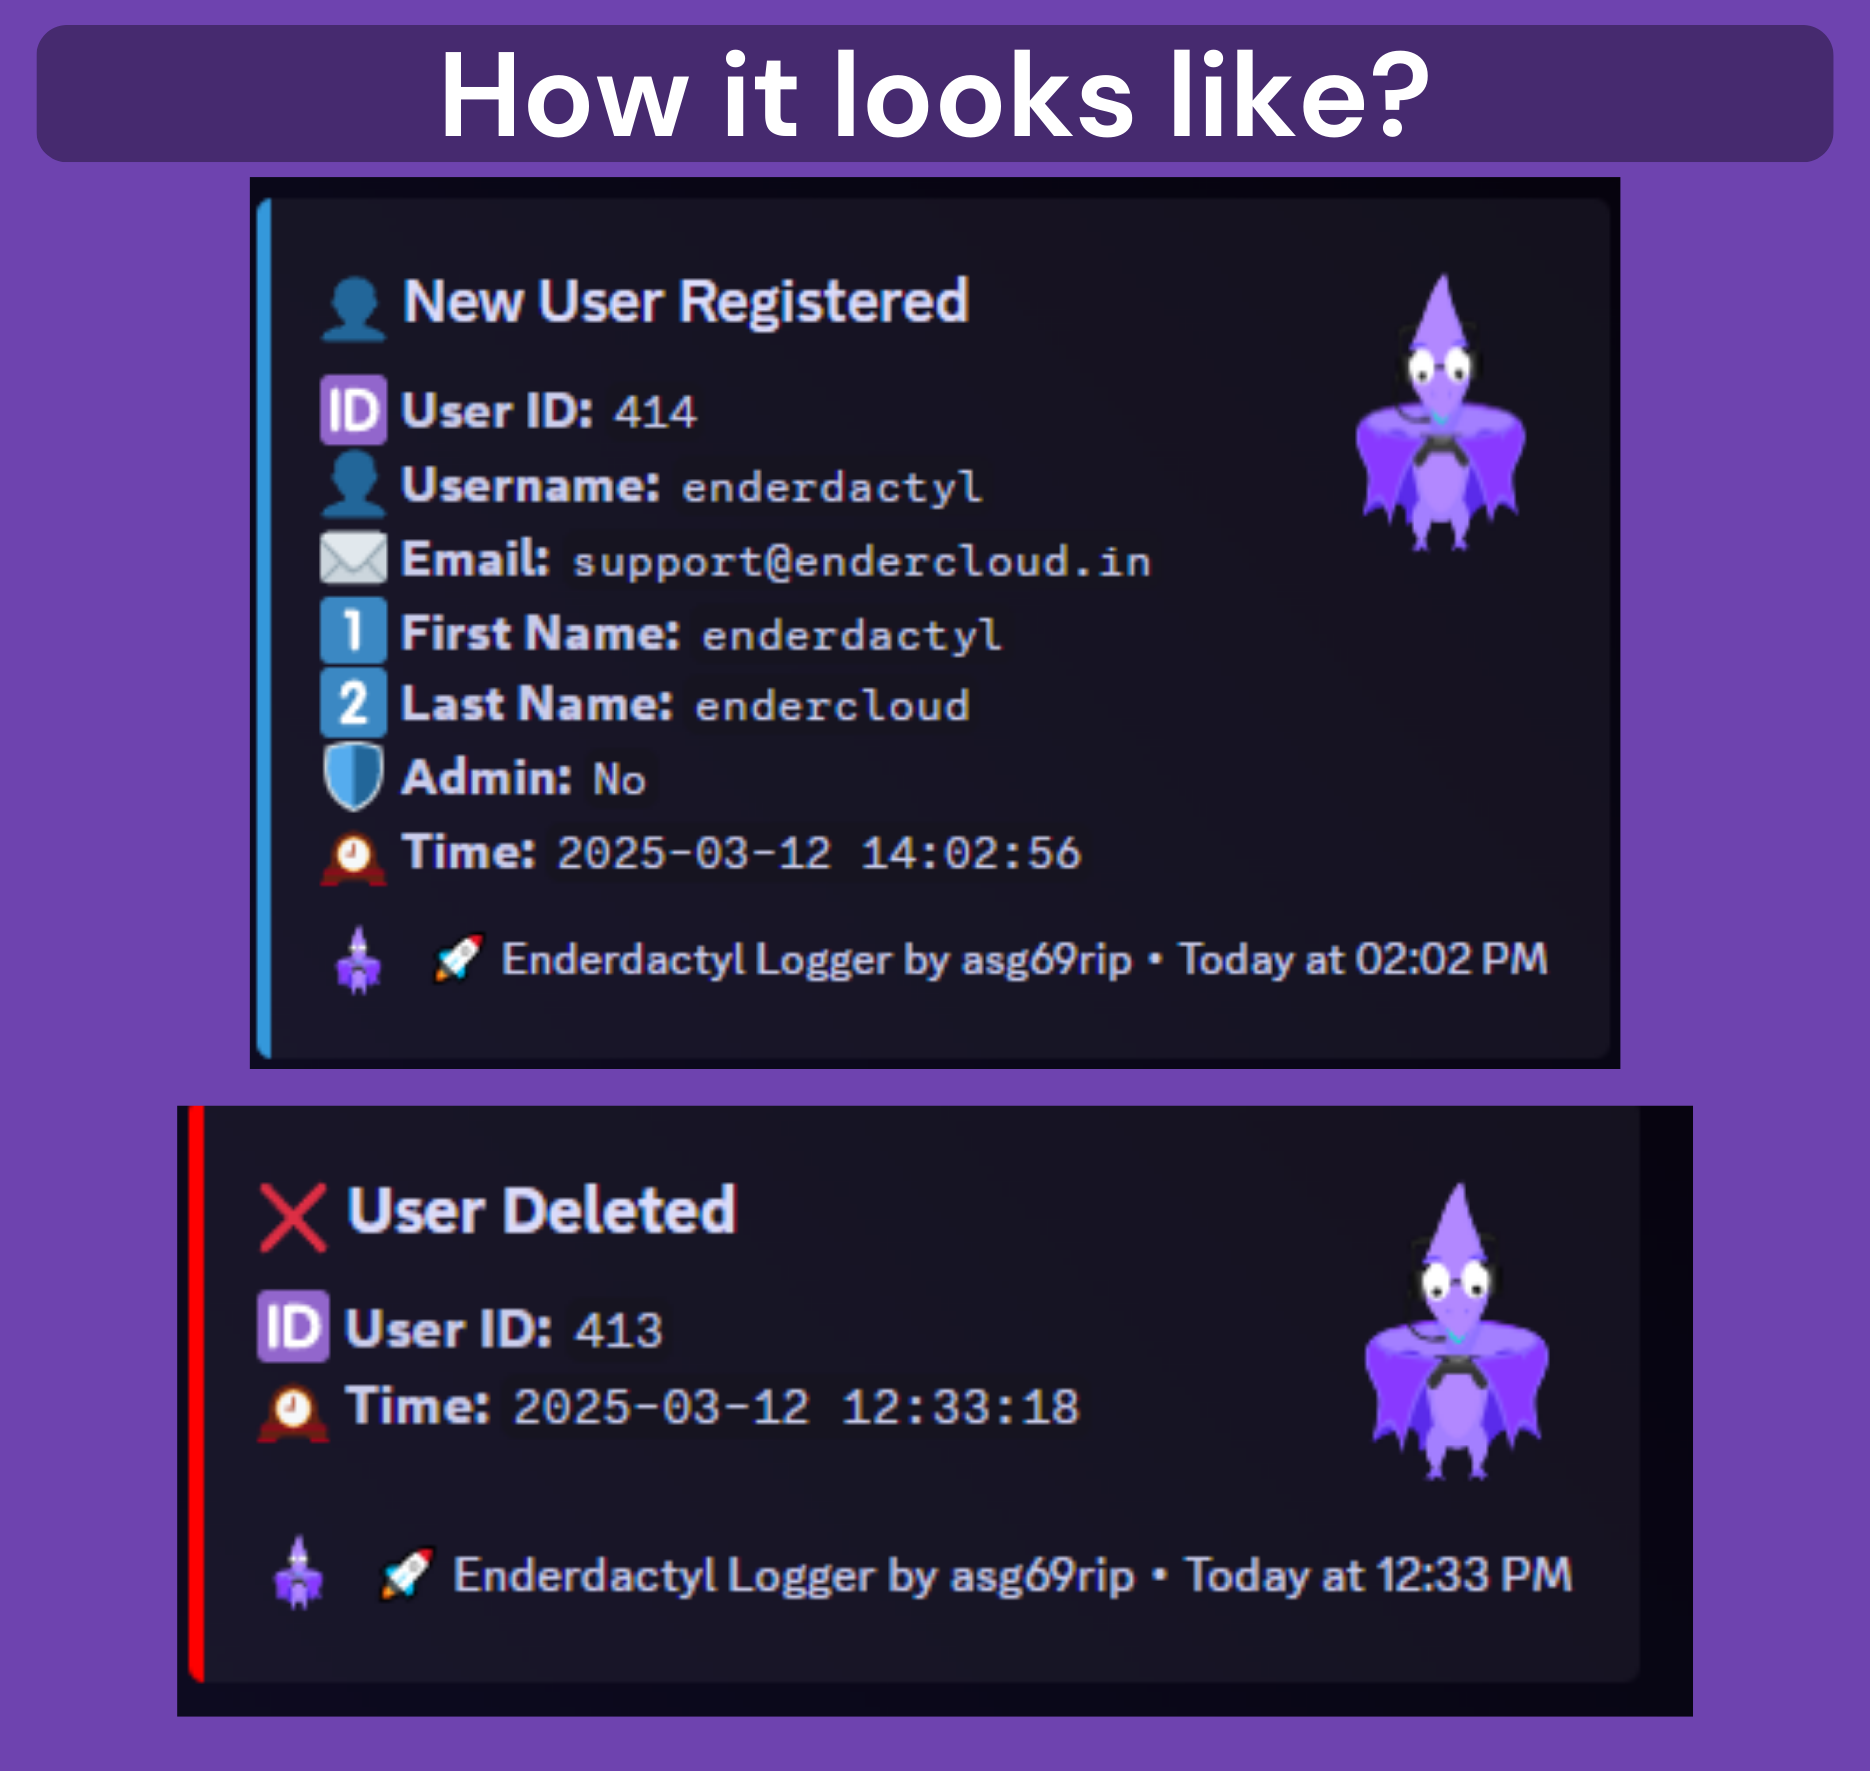 How it looks like?
👤 New User Registered
🆔 User ID: 414
👤 Username: enderdactyl
✉️ Email: support@endercloud.in
1️⃣ First Name: enderdactyl
2️⃣ Last Name: endercloud
🛡️ Admin: No
🕰️ Time: 2025-03-12 14:02:56
🚀 Enderdactyl Logger by asg69rip • Today at 02:02 PM
❌ User Deleted
🆔 User ID: 413
🕰️ Time: 2025-03-12 12:33:18
🚀 Enderdactyl Logger by asg69rip • Today at 12:33 PM